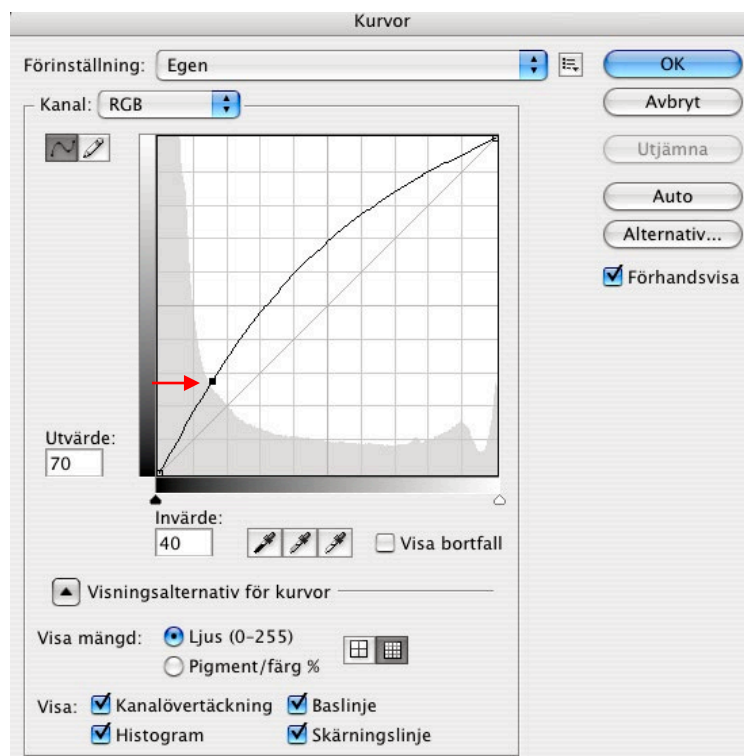 Kurvor
Förinställning: Egen
OK
Kanal: RGB
Avbryt
Utjämna
Auto
Alternativ...
Förhandsvisa
Utvärde:
70
Invärde:
40
Visa bortfall
Visningsalternativ för kurvor
Visa mängd: Ljus (0-255)
Pigment/färg %
Visa: Kanalövertäckning Baslinje
Histogram Skärningslinje